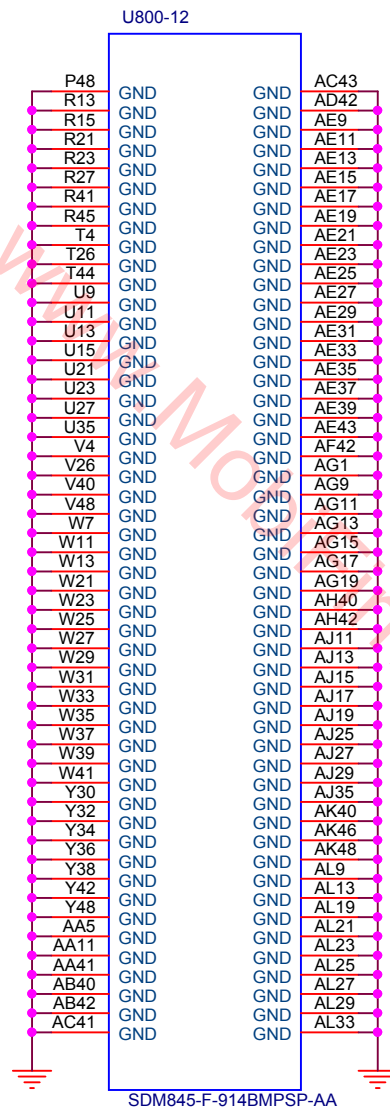 U800-12
P48 GND GND AC43
R13 GND GND AD42
R15 GND GND AE9
R21 GND GND AE11
R23 GND GND AE13
R27 GND GND AE15
R41 GND GND AE17
R45 GND GND AE19
T4 GND GND AE21
T26 GND GND AE23
T44 GND GND AE25
U9 GND GND AE27
U11 GND GND AE29
U13 GND GND AE31
U15 GND GND AE33
U21 GND GND AE35
U23 GND GND AE37
U27 GND GND AE39
U35 GND GND AE43
V4 GND GND AF42
V26 GND GND AG1
V40 GND GND AG9
V48 GND GND AG11
W7 GND GND AG13
W11 GND GND AG15
W13 GND GND AG17
W21 GND GND AG19
W23 GND GND AH40
W25 GND GND AH42
W27 GND GND AJ11
W29 GND GND AJ13
W31 GND GND AJ15
W33 GND GND AJ17
W35 GND GND AJ19
W37 GND GND AJ25
W39 GND GND AJ27
W41 GND GND AJ29
Y30 GND GND AJ35
Y32 GND GND AK40
Y34 GND GND AK46
Y36 GND GND AK48
Y38 GND GND AL9
Y42 GND GND AL13
Y48 GND GND AL19
AA5 GND GND AL21
AA11 GND GND AL23
AA41 GND GND AL25
AB40 GND GND AL27
AB42 GND GND AL29
AC41 GND GND AL33
SDM845-F-914BMPSP-AA